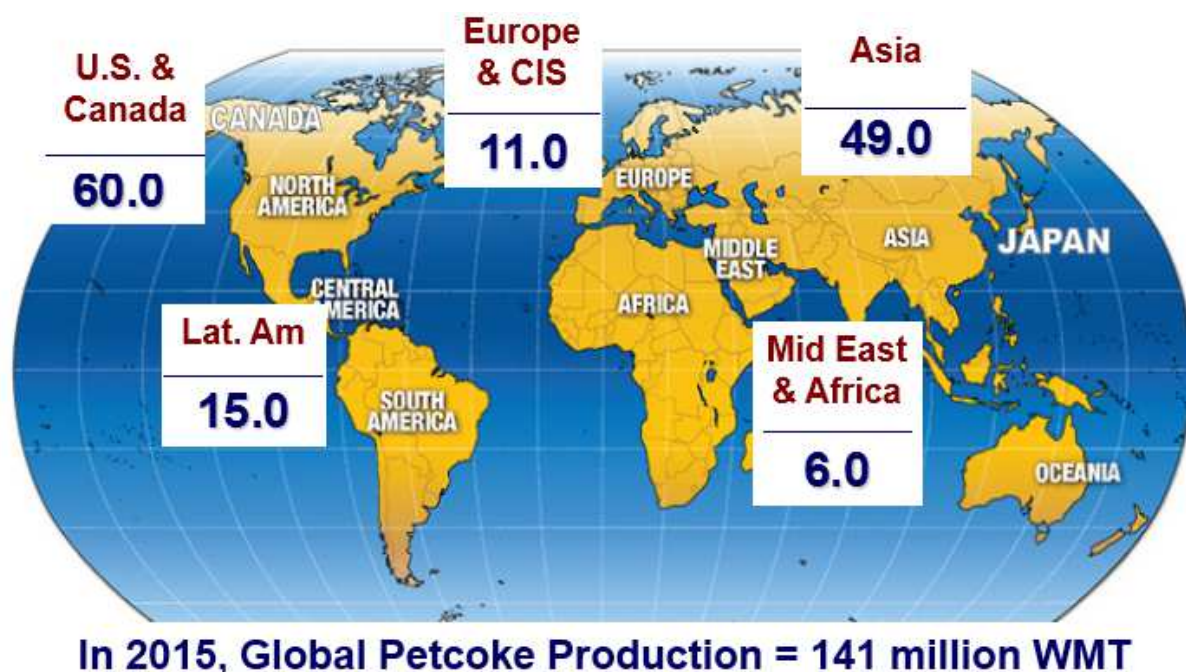 U.S. &
Canada
60.0
Europe
& CIS
11.0
Asia
49.0
CANADA
NORTH
AMERICA
EUROPE
ASIA
JAPAN
MIDDLE
EAST
CENTRAL
AMERICA
AFRICA
Lat. Am
15.0
SOUTH
AMERICA
Mid East
& Africa
6.0
OCEANIA
In 2015, Global Petcoke Production = 141 million WMT